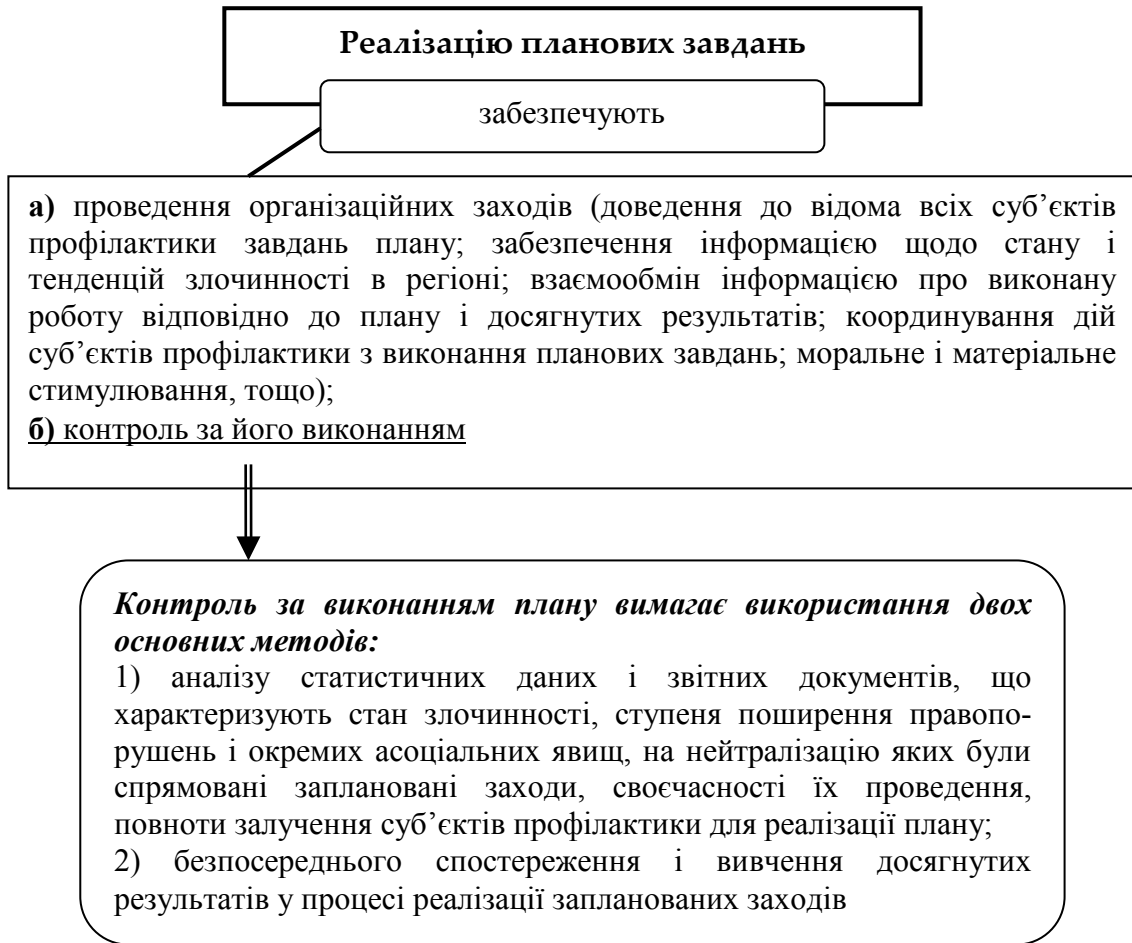 Реалізацію планових завдань
забезпечують
а) проведення організаційних заходів (доведення до відома всіх суб’єктів
профілактики завдань плану; забезпечення інформацією щодо стану і
тенденцій злочинності в регіоні; взаємообмін інформацією про виконану
роботу відповідно до плану і досягнутих результатів; координування дій
суб’єктів профілактики з виконання планових завдань; моральне і матеріальне
стимулювання, тощо);
б) контроль за його виконанням
Контроль за виконанням плану вимагає використання двох
основних методів:
1) аналізу статистичних даних і звітних документів, що
характеризують стан злочинності, ступеня поширення правопо-
рушень і окремих асоціальних явищ, на нейтралізацію яких були
спрямовані заплановані заходи, своєчасності їх проведення,
повноти залучення суб’єктів профілактики для реалізації плану;
2) безпосереднього спостереження і вивчення досягнутих
результатів у процесі реалізації запланованих заходів